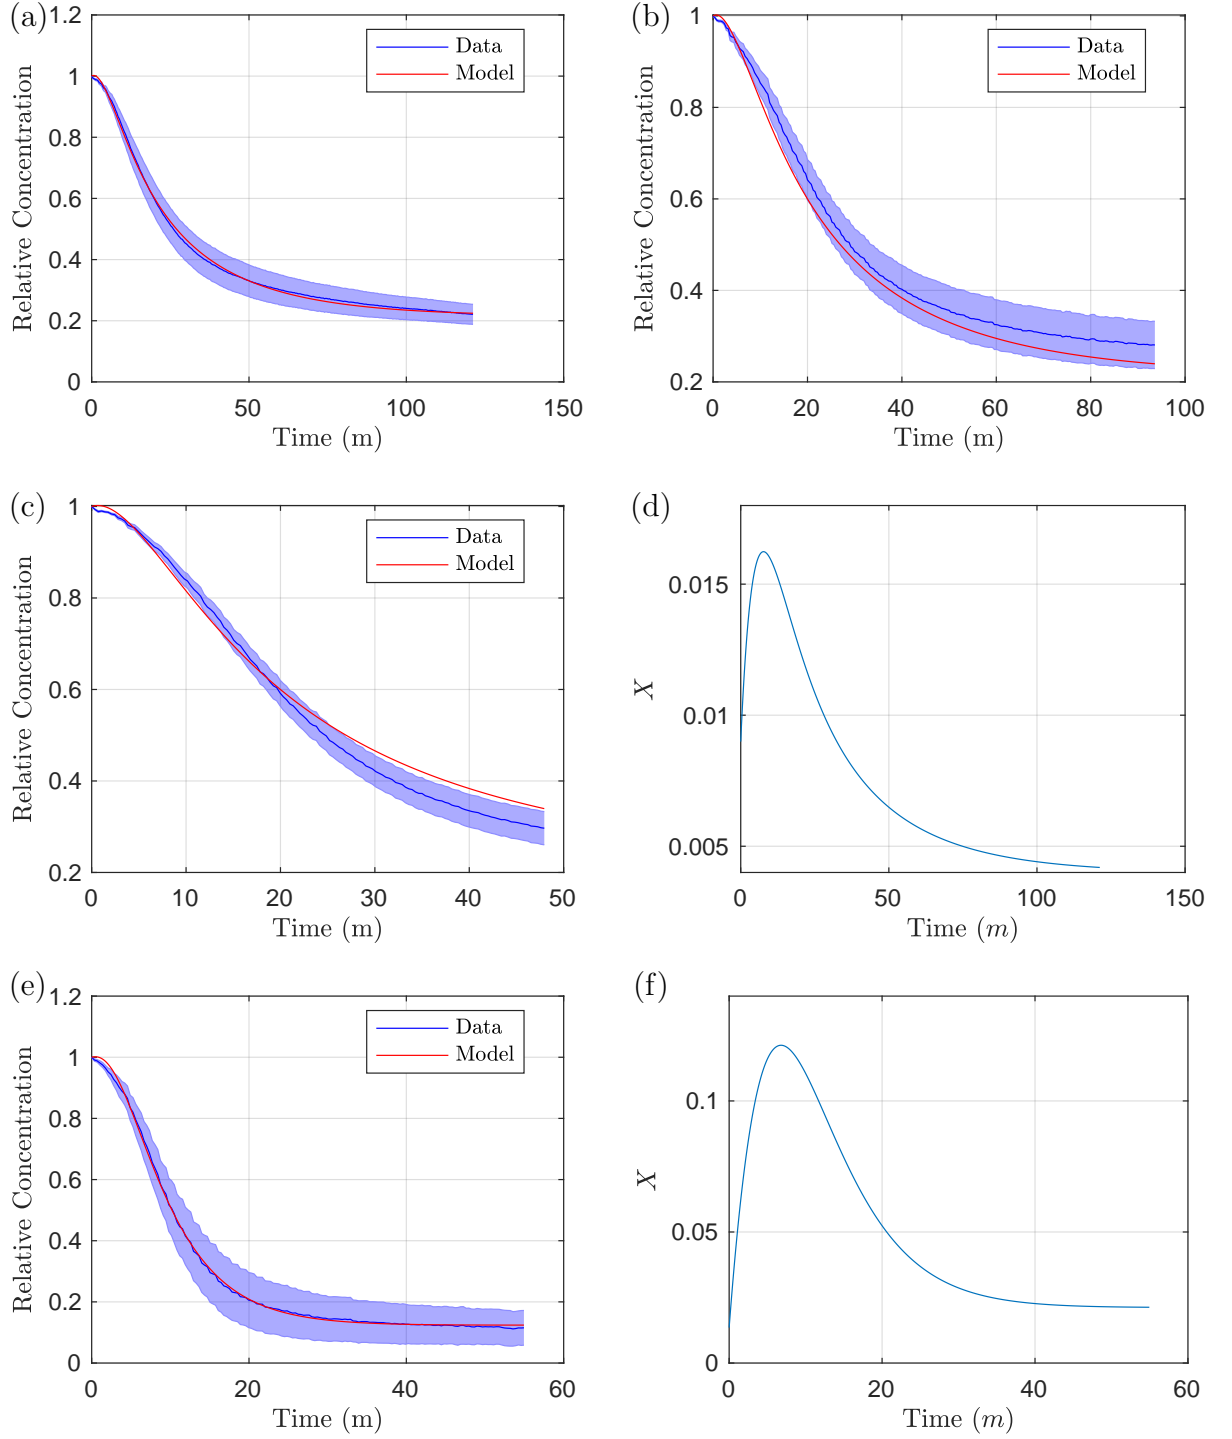 (a)
1.2
1
0.8
0.6
0.4
0.2
0
Relative Concentration
Data
Model
0 50 100 150
Time (m)
(b)
1
0.8
0.6
0.4
0.2
Relative Concentration
Data
Model
0 20 40 60 80 100
Time (m)
(c)
1
0.8
0.6
0.4
0.2
Relative Concentration
Data
Model
0 10 20 30 40 50
Time (m)
(d)
0.015
0.01
0.005
X
0 50 100 150
Time (m)
(e)
1.2
1
0.8
0.6
0.4
0.2
0
Relative Concentration
Data
Model
0 20 40 60
Time (m)
(f)
0.1
0.05
0
X
0 20 40 60
Time (m)